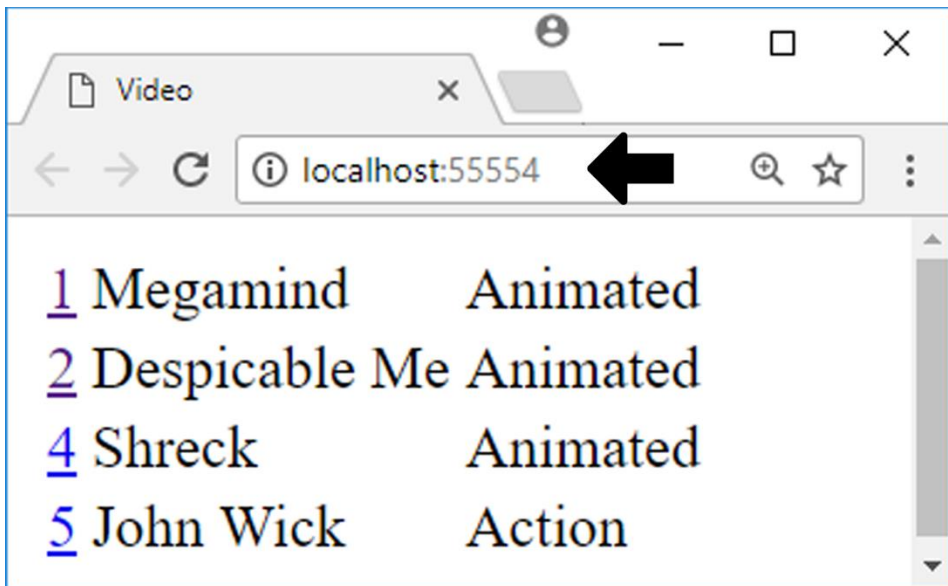 Video
localhost:55554
1 Megamind Animated
2 Despicable Me Animated
4 Shreck Animated
5 John Wick Action